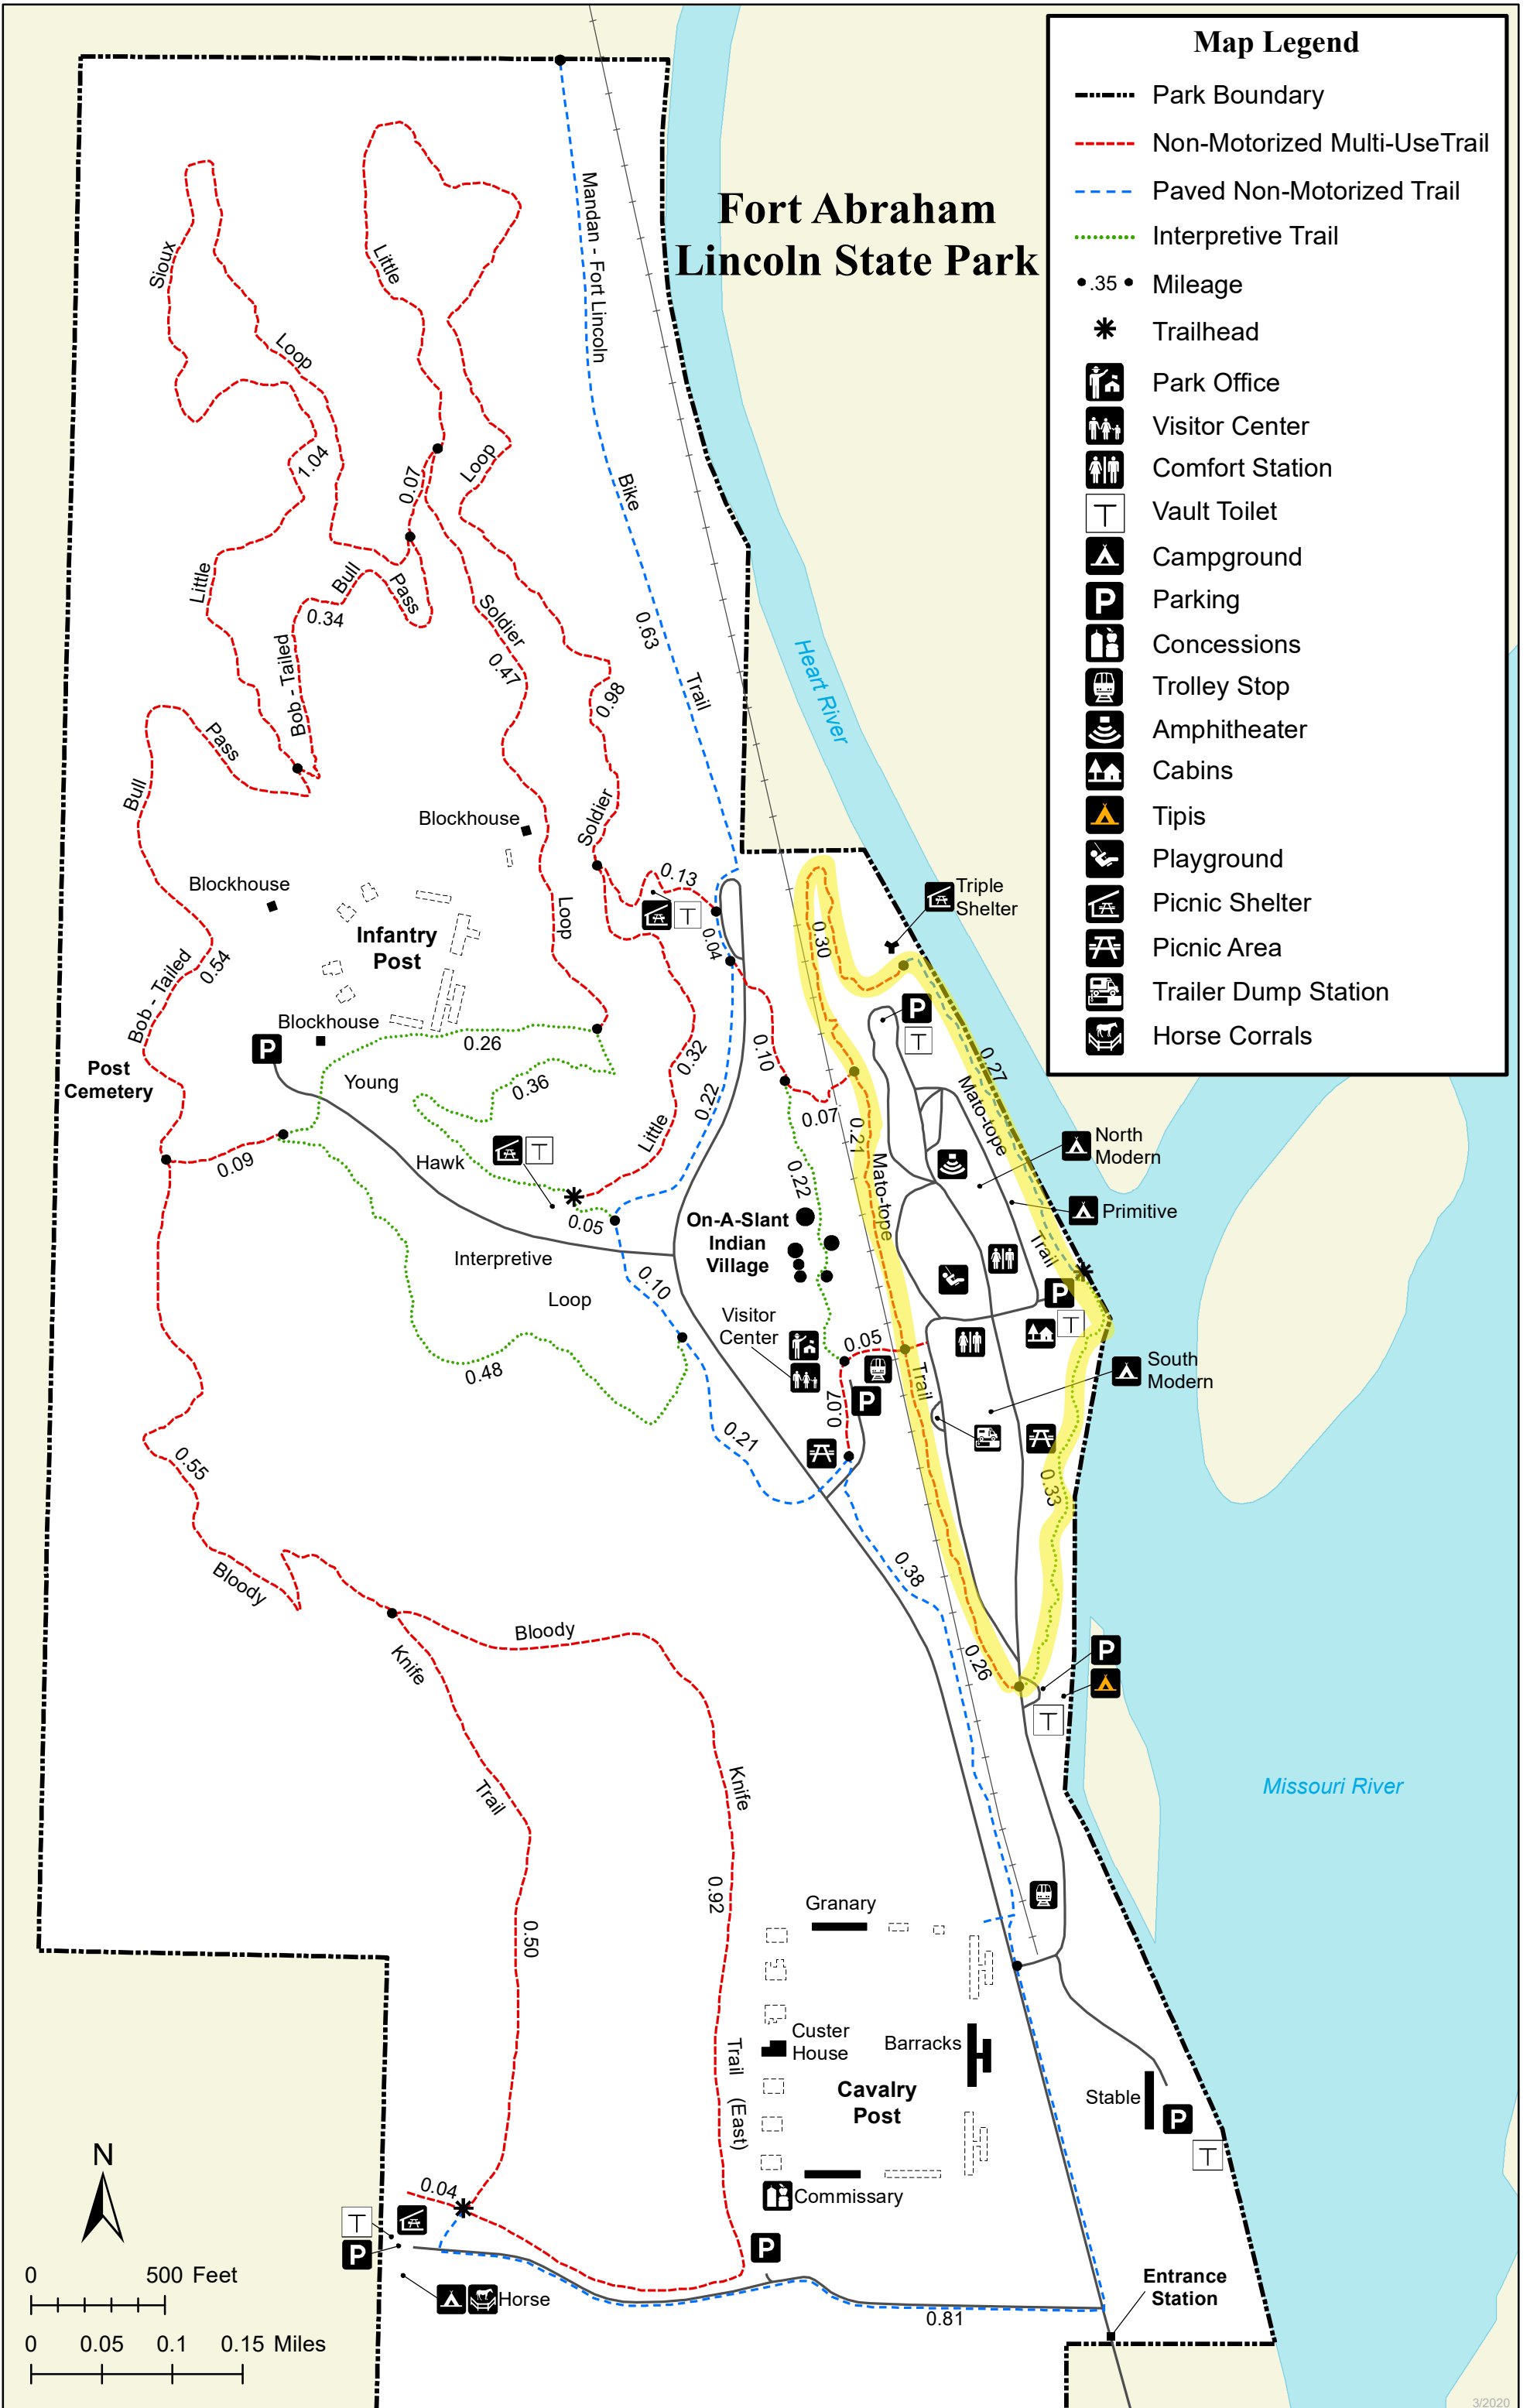 Map Legend
Park Boundary
Non-Motorized Multi-UseTrail
Paved Non-Motorized Trail
Interpretive Trail
.35
Mileage
Trailhead
Park Office
Visitor Center
Comfort Station
T
Vault Toilet
Campground
P
Parking
Concessions
Trolley Stop
Amphitheater
Cabins
Tipis
Playground
Picnic Shelter
Picnic Area
Trailer Dump Station
Horse Corrals
Fort Abraham
Lincoln State Park
Mandan - Fort Lincoln
Bike
Trail
0.63
Heart River
Little
Sioux
Loop
1.04
Little
Loop
0.07
Bull
Pass
0.34
Bob - Tailed
Soldier
0.47
0.98
Soldier
Loop
Pass
Bull
Blockhouse
Blockhouse
Blockhouse
Infantry
Post
0.54
Bob - Tailed
Post
Cemetery
P
0.13
T
0.04
0.30
Triple
Shelter
P
T
0.27
Mato-tope
Trail
0.26
Young
0.36
0.32
Little
0.22
0.10
0.07
0.21
Mato-tope
Trail
0.09
Hawk
T
0.05
Interpretive
Loop
0.48
0.10
0.22
On-A-Slant
Indian
Village
Visitor
Center
0.05
P
0.07
0.21
North
Modern
Primitive
P
T
South
Modern
0.33
0.38
0.26
P
T
0.55
Bloody
Knife
Trail
0.50
Bloody
Knife
0.92
Trail (East)
Missouri River
Granary
Custer
House
Barracks
Cavalry
Post
Stable
P
T
Commissary
P
0.04
T
P
Horse
0.81
Entrance
Station
N
0 500 Feet
0 0.05 0.1 0.15 Miles
3/2020